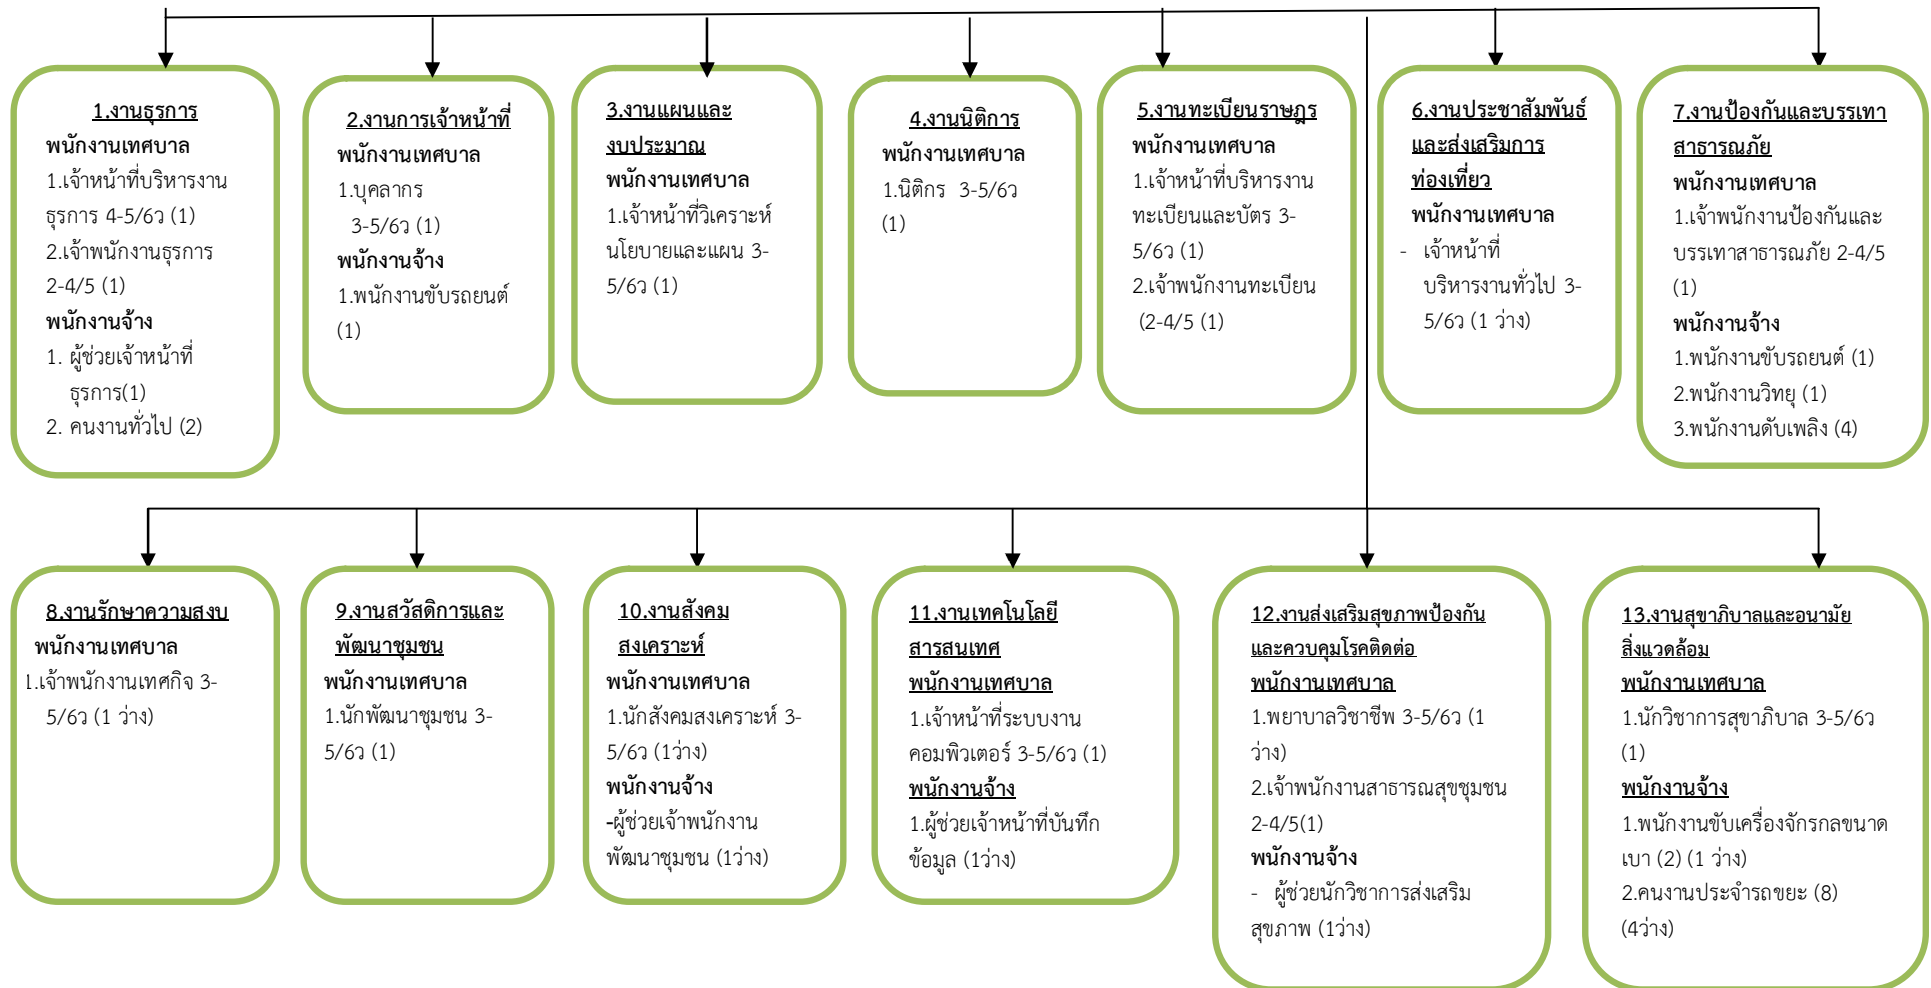 1.งานธุรการ
พนักงานเทศบาล
1.เจ้าหน้าที่บริหารงาน
ธุรการ 4-5/6ว (1)
2.เจ้าพนักงานธุรการ
2-4/5 (1)
พนักงานจ้าง
1. ผู้ช่วยเจ้าหน้าที่
ธุรการ(1)
2. คนงานทั่วไป (2)
2.งานการเจ้าหน้าที่
พนักงานเทศบาล
1.บุคลากร
3-5/6ว (1)
พนักงานจ้าง
1.พนักงานขับรถยนต์
(1)
3.งานแผนและ
งบประมาณ
พนักงานเทศบาล
1.เจ้าหน้าที่วิเคราะห์
นโยบายและแผน 3-
5/6ว (1)
4.งานนิติการ
พนักงานเทศบาล
1.นิติกร 3-5/6ว
(1)
5.งานทะเบียนราษฎร
พนักงานเทศบาล
1.เจ้าหน้าที่บริหารงาน
ทะเบียนและบัตร 3-
5/6ว (1)
2.เจ้าพนักงานทะเบียน
(2-4/5 (1)
6.งานประชาสัมพันธ์
และส่งเสริมการ
ท่องเที่ยว
พนักงานเทศบาล
- เจ้าหน้าที่
บริหารงานทั่วไป 3-
5/6ว (1 ว่าง)
7.งานป้องกันและบรรเทา
สาธารณภัย
พนักงานเทศบาล
1.เจ้าพนักงานป้องกันและ
บรรเทาสาธารณภัย 2-4/5
(1)
พนักงานจ้าง
1.พนักงานขับรถยนต์ (1)
2.พนักงานวิทยุ (1)
3.พนักงานดับเพลิง (4)
8.งานรักษาความสงบ
พนักงานเทศบาล
1.เจ้าพนักงานเทศกิจ 3-
5/6ว (1 ว่าง)
9.งานสวัสดิการและ
พัฒนาชุมชน
พนักงานเทศบาล
1.นักพัฒนาชุมชน 3-
5/6ว (1)
10.งานสังคม
สงเคราะห์
พนักงานเทศบาล
1.นักสังคมสงเคราะห์ 3-
5/6ว (1ว่าง)
พนักงานจ้าง
-ผู้ช่วยเจ้าพนักงาน
พัฒนาชุมชน (1ว่าง)
11.งานเทคโนโลยี
สารสนเทศ
พนักงานเทศบาล
1.เจ้าหน้าที่ระบบงาน
คอมพิวเตอร์ 3-5/6ว (1)
พนักงานจ้าง
1.ผู้ช่วยเจ้าหน้าที่บันทึก
ข้อมูล (1ว่าง)
12.งานส่งเสริมสุขภาพป้องกัน
และควบคุมโรคติดต่อ
พนักงานเทศบาล
1.พยาบาลวิชาชีพ 3-5/6ว (1
ว่าง)
2.เจ้าพนักงานสาธารณสุขชุมชน
2-4/5(1)
พนักงานจ้าง
- ผู้ช่วยนักวิชาการส่งเสริม
สุขภาพ (1ว่าง)
13.งานสุขาภิบาลและอนามัย
สิ่งแวดล้อม
พนักงานเทศบาล
1.นักวิชาการสุขาภิบาล 3-5/6ว
(1)
พนักงานจ้าง
1.พนักงานขับเครื่องจักรกลขนาด
เบา (2) (1 ว่าง)
2.คนงานประจำรถขยะ (8)
(4ว่าง)